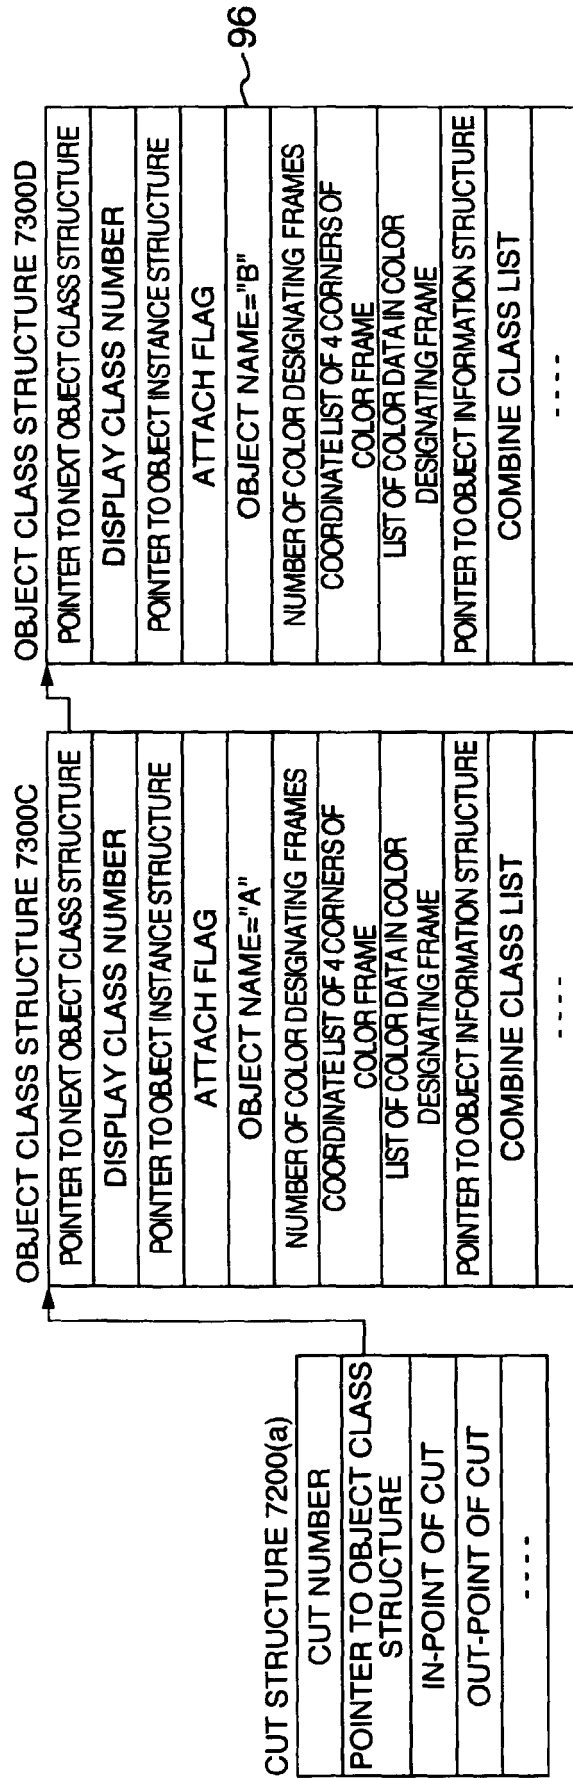 CUT STRUCTURE 7200(a)
CUT NUMBER
POINTER TO OBJECT CLASS
STRUCTURE
IN-POINT OF CUT
OUT-POINT OF CUT
----
OBJECT CLASS STRUCTURE 7300C
POINTER TO NEXT OBJECT CLASS STRUCTURE
DISPLAY CLASS NUMBER
POINTER TO OBJECT INSTANCE STRUCTURE
ATTACH FLAG
OBJECT NAME="A"
NUMBER OF COLOR DESIGNATING FRAMES
COORDINATE LIST OF 4 CORNERS OF
COLOR FRAME
LIST OF COLOR DATA IN COLOR
DESIGNATING FRAME
POINTER TO OBJECT INFORMATION STRUCTURE
COMBINE CLASS LIST
----
OBJECT CLASS STRUCTURE 7300D
POINTER TO NEXT OBJECT CLASS STRUCTURE
DISPLAY CLASS NUMBER
POINTER TO OBJECT INSTANCE STRUCTURE
ATTACH FLAG
OBJECT NAME="B"
NUMBER OF COLOR DESIGNATING FRAMES
COORDINATE LIST OF 4 CORNERS OF
COLOR FRAME
LIST OF COLOR DATA IN COLOR
DESIGNATING FRAME
POINTER TO OBJECT INFORMATION STRUCTURE
COMBINE CLASS LIST
----
96